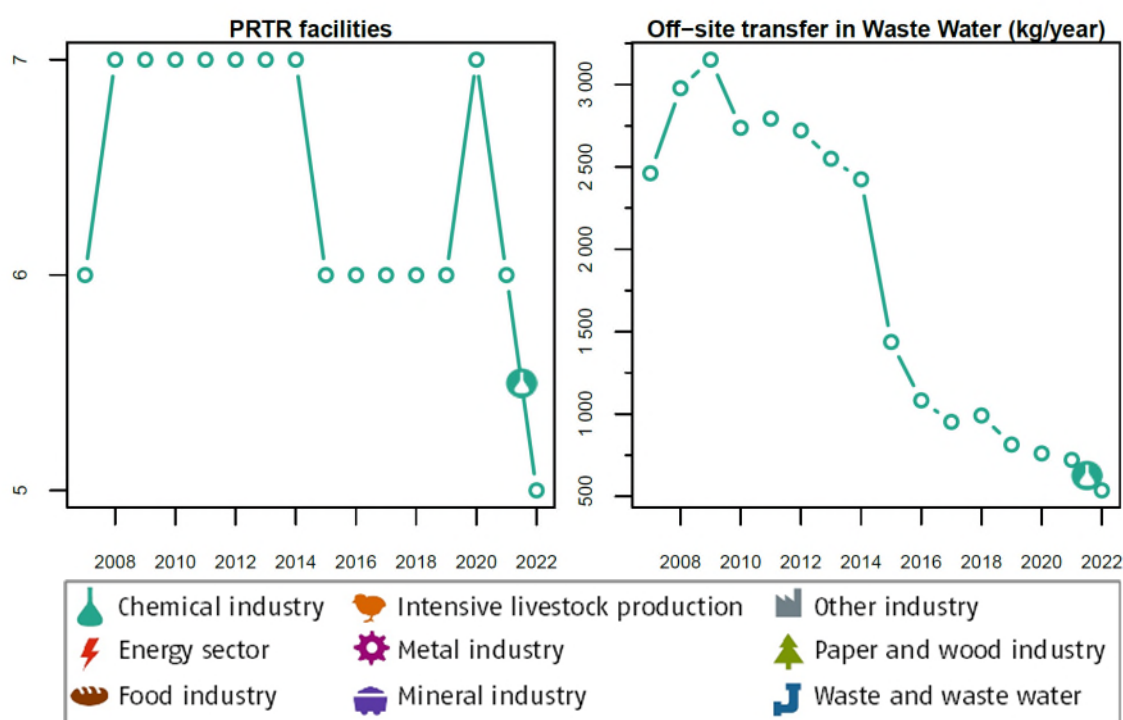 PRTR facilities
7
6
5
2008 2010 2012 2014 2016 2018 2020 2022
Off−site transfer in Waste Water (kg/year)
3 000
2 500
2 000
1 500
1 000
500
2008 2010 2012 2014 2016 2018 2020 2022
Chemical industry Intensive livestock production Other industry
Energy sector Metal industry Paper and wood industry
Food industry Mineral industry Waste and waste water